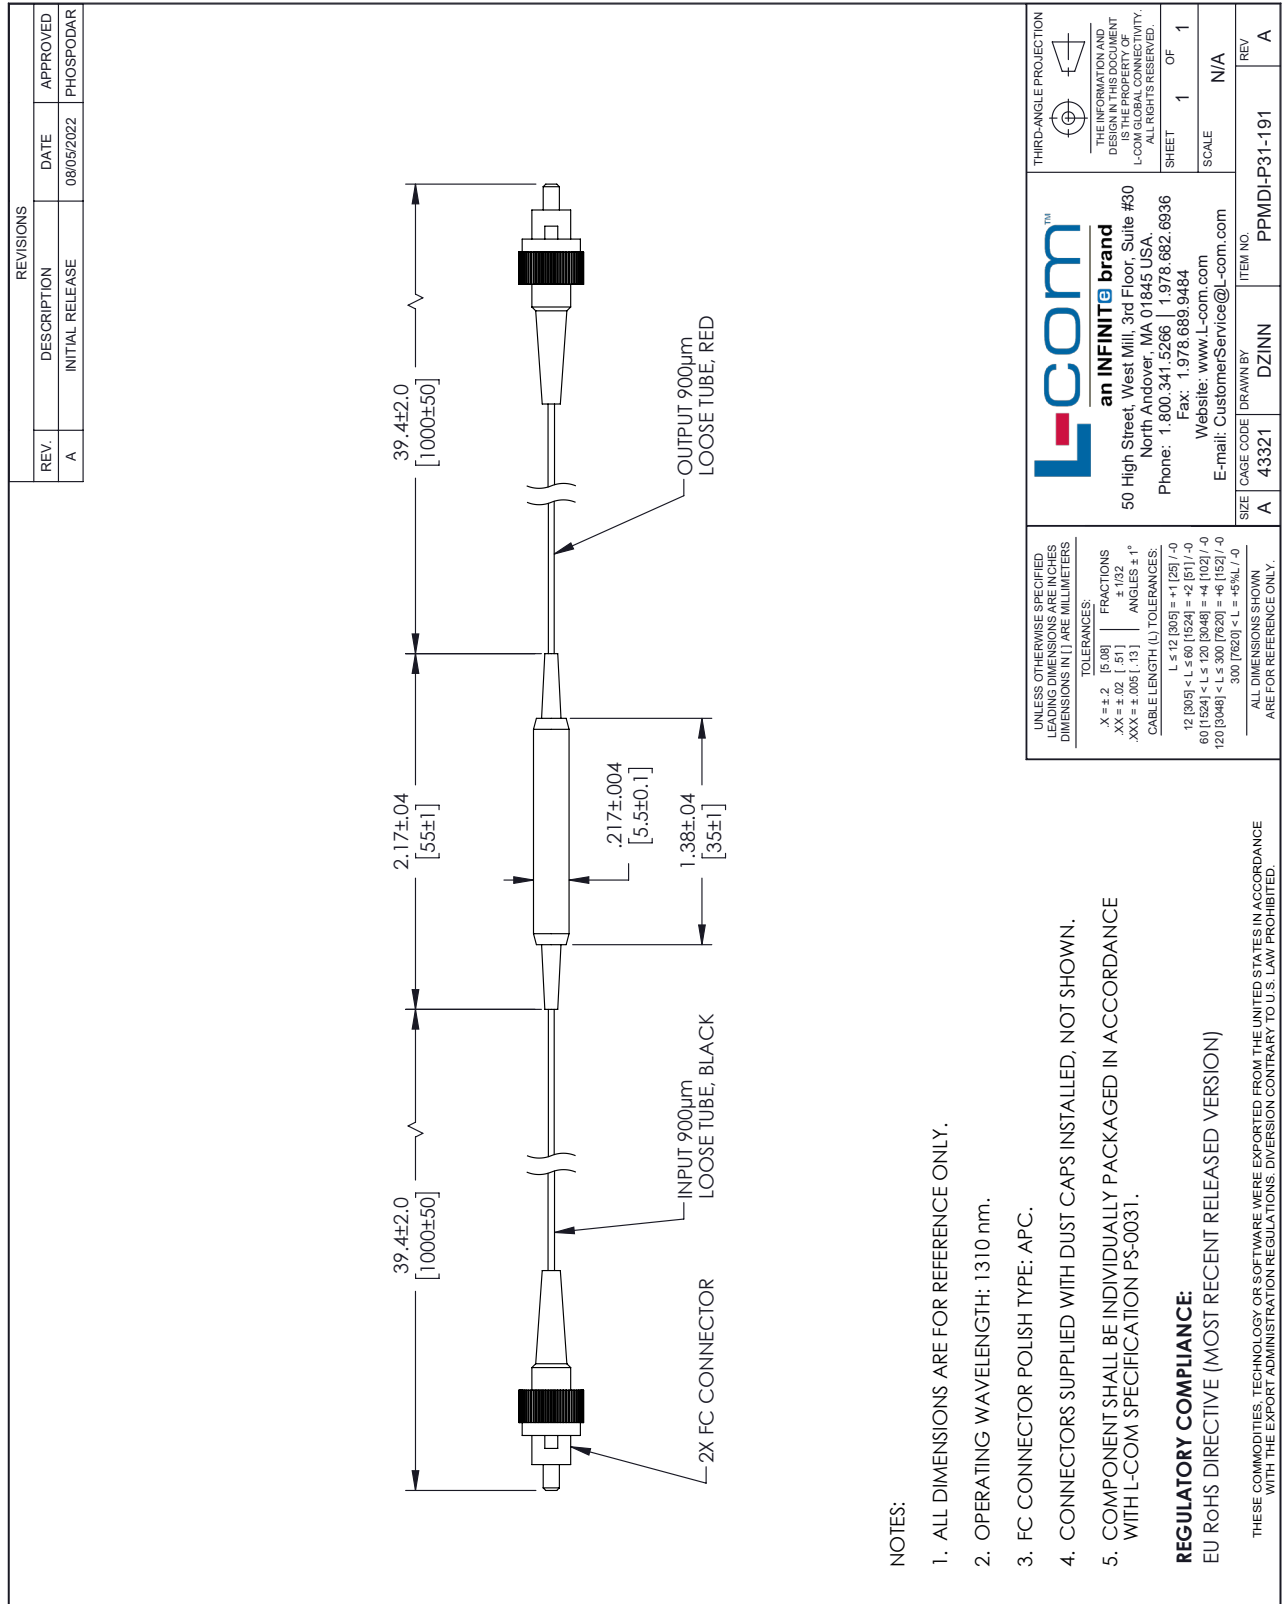 REVISIONS
REV. DESCRIPTION DATE APPROVED
A INITIAL RELEASE 08/05/2022 PHOSPODAR
39.4±2.0
[1000±50]
2.17±.04
[55±1]
39.4±2.0
[1000±50]
.217±.004
[5.5±0.1]
1.38±.04
[35±1]
2X FC CONNECTOR
INPUT 900µm
LOOSE TUBE, BLACK
OUTPUT 900µm
LOOSE TUBE, RED
NOTES:
1. ALL DIMENSIONS ARE FOR REFERENCE ONLY.
2. OPERATING WAVELENGTH: 1310 nm.
3. FC CONNECTOR POLISH TYPE: APC.
4. CONNECTORS SUPPLIED WITH DUST CAPS INSTALLED, NOT SHOWN.
5. COMPONENT SHALL BE INDIVIDUALLY PACKAGED IN ACCORDANCE
WITH L-COM SPECIFICATION PS-0031.
REGULATORY COMPLIANCE:
EU RoHS DIRECTIVE (MOST RECENT RELEASED VERSION)
THESE COMMODITIES, TECHNOLOGY OR SOFTWARE WERE EXPORTED FROM THE UNITED STATES IN ACCORDANCE
WITH THE EXPORT ADMINISTRATION REGULATIONS. DIVERSION CONTRARY TO U.S. LAW PROHIBITED.
UNLESS OTHERWISE SPECIFIED
LEADING DIMENSIONS ARE INCHES
DIMENSIONS IN [ ] ARE MILLIMETERS
TOLERANCES:
.X = ± .2 [5.08] FRACTIONS
.XX = ± .02 [ .51] ± 1/32
.XXX = ± .005 [ .13 ] ANGLES ± 1°
CABLE LENGTH (L) TOLERANCES:
L ≤ 12 [305] = +1 [25] / -0
12 [305] < L ≤ 60 [1524] = +2 [51] / -0
60 [1524] < L ≤ 120 [3048] = +4 [102] / -0
120 [3048] < L ≤ 300 [7620] = +6 [152] / -0
300 [7620] < L = +5%L / -0
ALL DIMENSIONS SHOWN
ARE FOR REFERENCE ONLY.
L-com™
an INFINITe brand
50 High Street, West Mill, 3rd Floor, Suite #30
North Andover, MA 01845 USA.
Phone: 1.800.341.5266 | 1.978.682.6936
Fax: 1.978.689.9484
Website: www.L-com.com
E-mail: CustomerService@L-com.com
THIRD-ANGLE PROJECTION
THE INFORMATION AND
DESIGN IN THIS DOCUMENT
IS THE PROPERTY OF
L-COM GLOBAL CONNECTIVITY.
ALL RIGHTS RESERVED.
SHEET 1 OF 1
SCALE N/A
SIZE A
CAGE CODE 43321
DRAWN BY DZINN
ITEM NO. PPMDI-P31-191
REV A